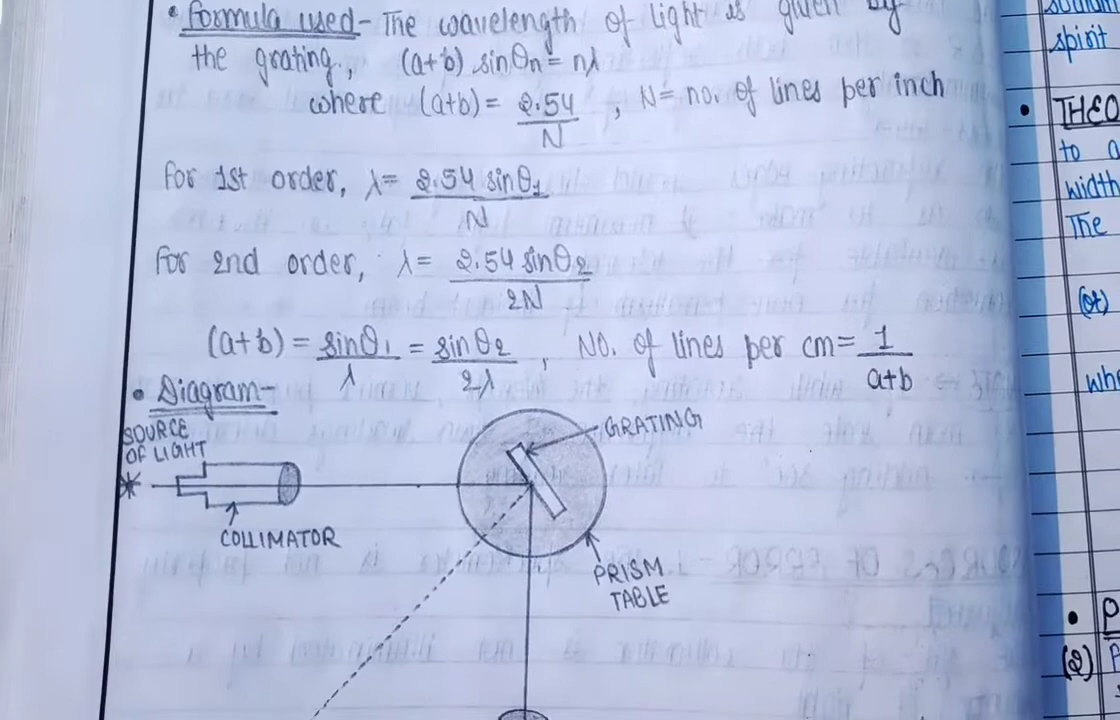 • Formula used- The wavelength of light is given by
the grating, (a+b) sinθn = nλ
where (a+b) = 2.54/N , N = no. of lines per inch
For 1st order, λ = 2.54 sinθ1/N
For 2nd order, λ = 2.54 sinθ2/2N
(a+b) = sinθ1/λ = sinθ2/2λ , No. of lines per cm = 1/a+b
• Diagram-
SOURCE
OF LIGHT
COLLIMATOR
GRATING
PRISM
TABLE
spirit
• THEO
to a
width
The
(or)
whe
• P
(Q) P